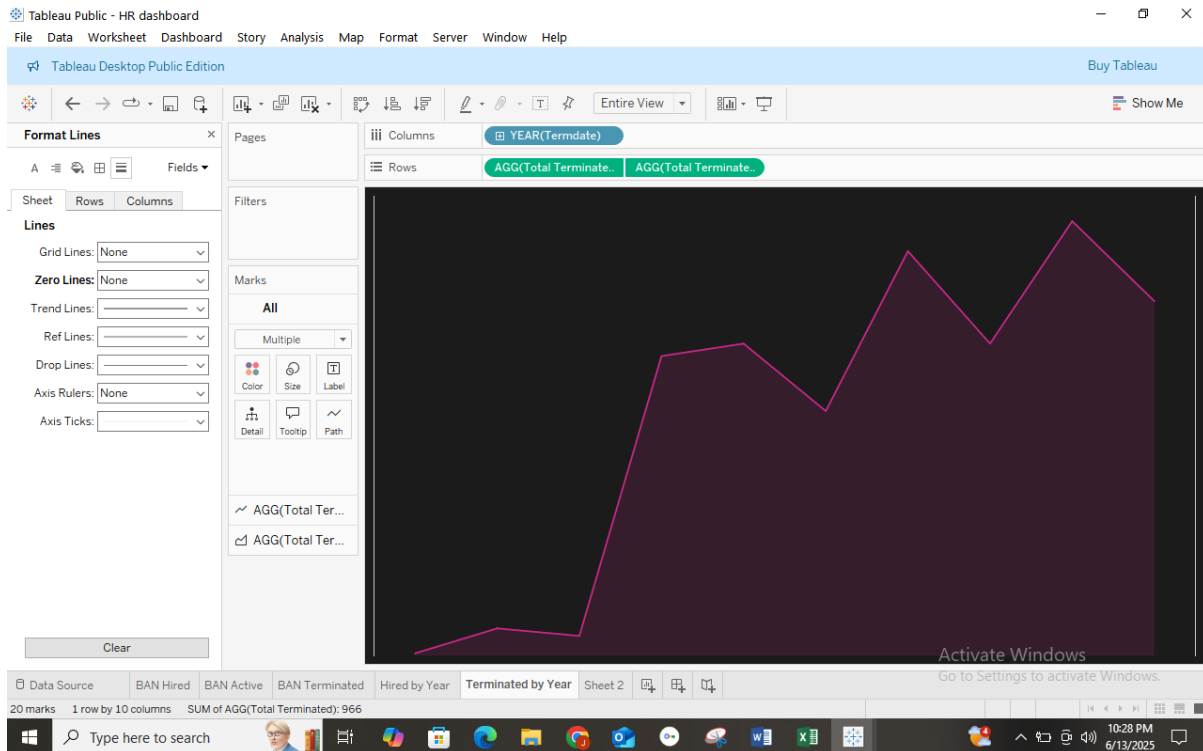 Tableau Public - HR dashboard
File Data Worksheet Dashboard Story Analysis Map Format Server Window Help
Tableau Desktop Public Edition Buy Tableau
Entire View Show Me
Format Lines
A Fields
Sheet Rows Columns
Lines
Grid Lines: None
Zero Lines: None
Trend Lines:
Ref Lines:
Drop Lines:
Axis Rulers: None
Axis Ticks:
Clear
Pages
Filters
Marks
All
Multiple
Color Size Label
Detail Tooltip Path
AGG(Total Ter...
AGG(Total Ter...
Columns YEAR(Termdate)
Rows AGG(Total Terminate.. AGG(Total Terminate..
Activate Windows
Go to Settings to activate Windows.
Data Source BAN Hired BAN Active BAN Terminated Hired by Year Terminated by Year Sheet 2
20 marks 1 row by 10 columns SUM of AGG(Total Terminated): 966
Type here to search
4
10:28 PM
6/13/2025